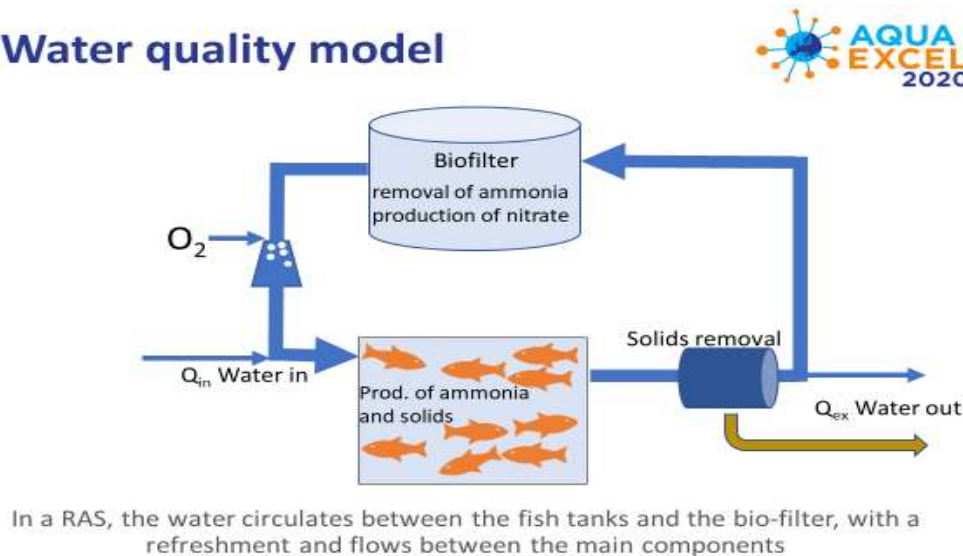 Water quality model
AQUA
EXCEL
2020
Biofilter
removal of ammonia
production of nitrate
O₂
Solids removal
Qin Water in
Prod. of ammonia
and solids
Qex Water out
In a RAS, the water circulates between the fish tanks and the bio-filter, with a
refreshment and flows between the main components